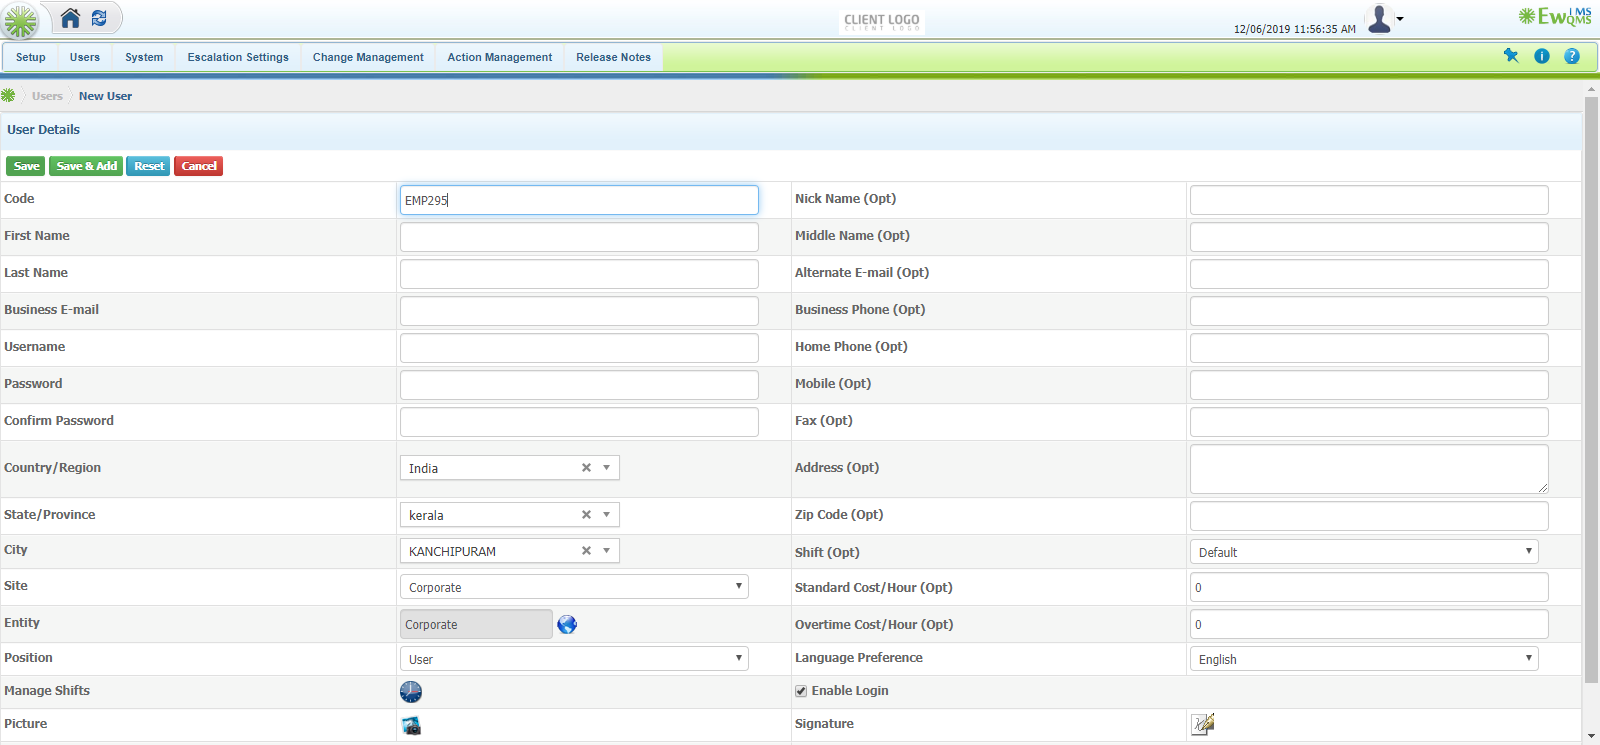 CLIENT LOGO
CLIENT LOGO
12/06/2019 11:56:35 AM
EwIMS
QMS
Setup Users System Escalation Settings Change Management Action Management Release Notes
Users New User
User Details
Save Save & Add Reset Cancel
Code EMP295 Nick Name (Opt)
First Name Middle Name (Opt)
Last Name Alternate E-mail (Opt)
Business E-mail Business Phone (Opt)
Username Home Phone (Opt)
Password Mobile (Opt)
Confirm Password Fax (Opt)
Country/Region India Address (Opt)
State/Province kerala Zip Code (Opt)
City KANCHIPURAM Shift (Opt) Default
Site Corporate Standard Cost/Hour (Opt) 0
Entity Corporate Overtime Cost/Hour (Opt) 0
Position User Language Preference English
Manage Shifts Enable Login
Picture Signature